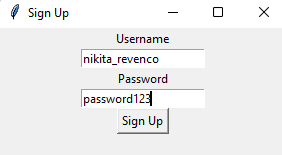 Sign Up
Username
nikita_revenco
Password
password123
Sign Up